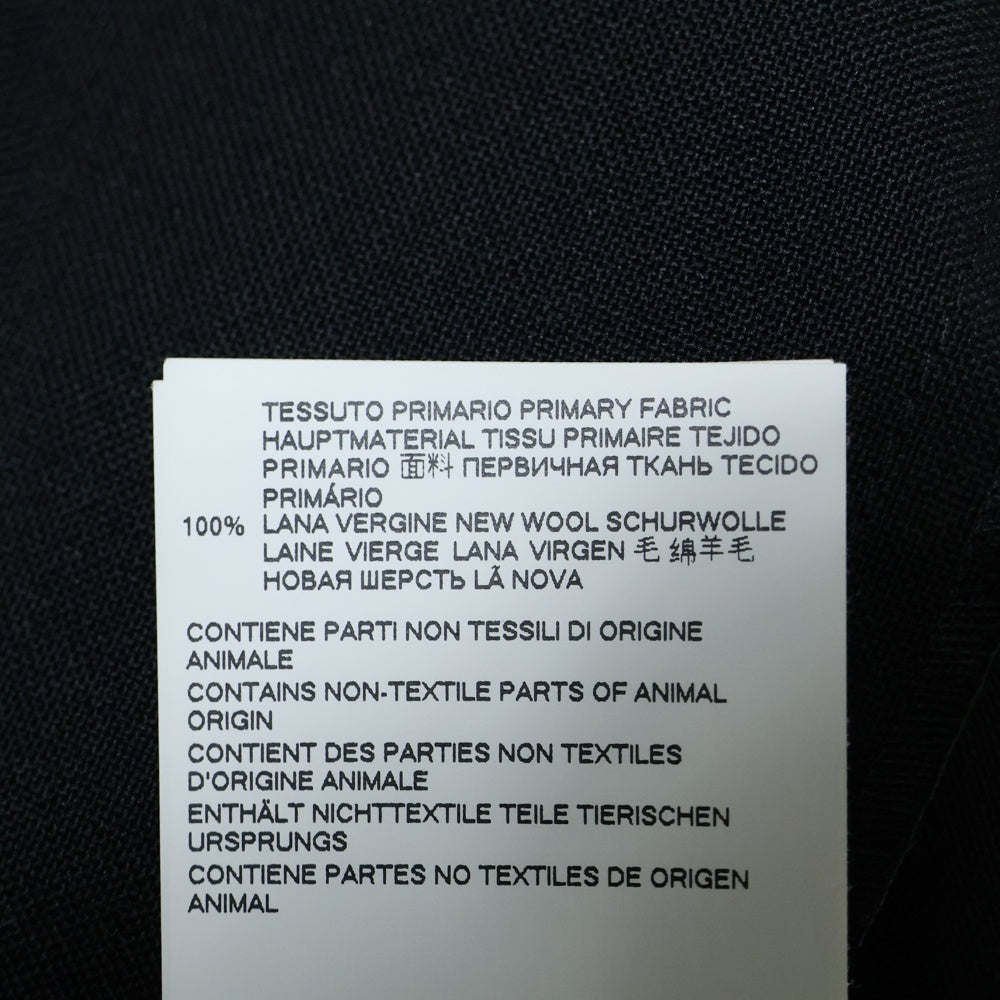 TESSUTO PRIMARIO PRIMARY FABRIC
HAUPTMATERIAL TISSU PRIMAIRE TEJIDO
PRIMARIO 面料 ПЕРВИЧНАЯ ТКАНЬ TECIDO
PRIMÁRIO
100% LANA VERGINE NEW WOOL SCHURWOLLE
LAINE VIERGE LANA VIRGEN 毛 绵羊毛
НОВАЯ ШЕРСТЬ LÃ NOVA
CONTIENE PARTI NON TESSILI DI ORIGINE
ANIMALE
CONTAINS NON-TEXTILE PARTS OF ANIMAL
ORIGIN
CONTIENT DES PARTIES NON TEXTILES
D'ORIGINE ANIMALE
ENTHÄLT NICHTTEXTILE TEILE TIERISCHEN
URSPRUNGS
CONTIENE PARTES NO TEXTILES DE ORIGEN
ANIMAL